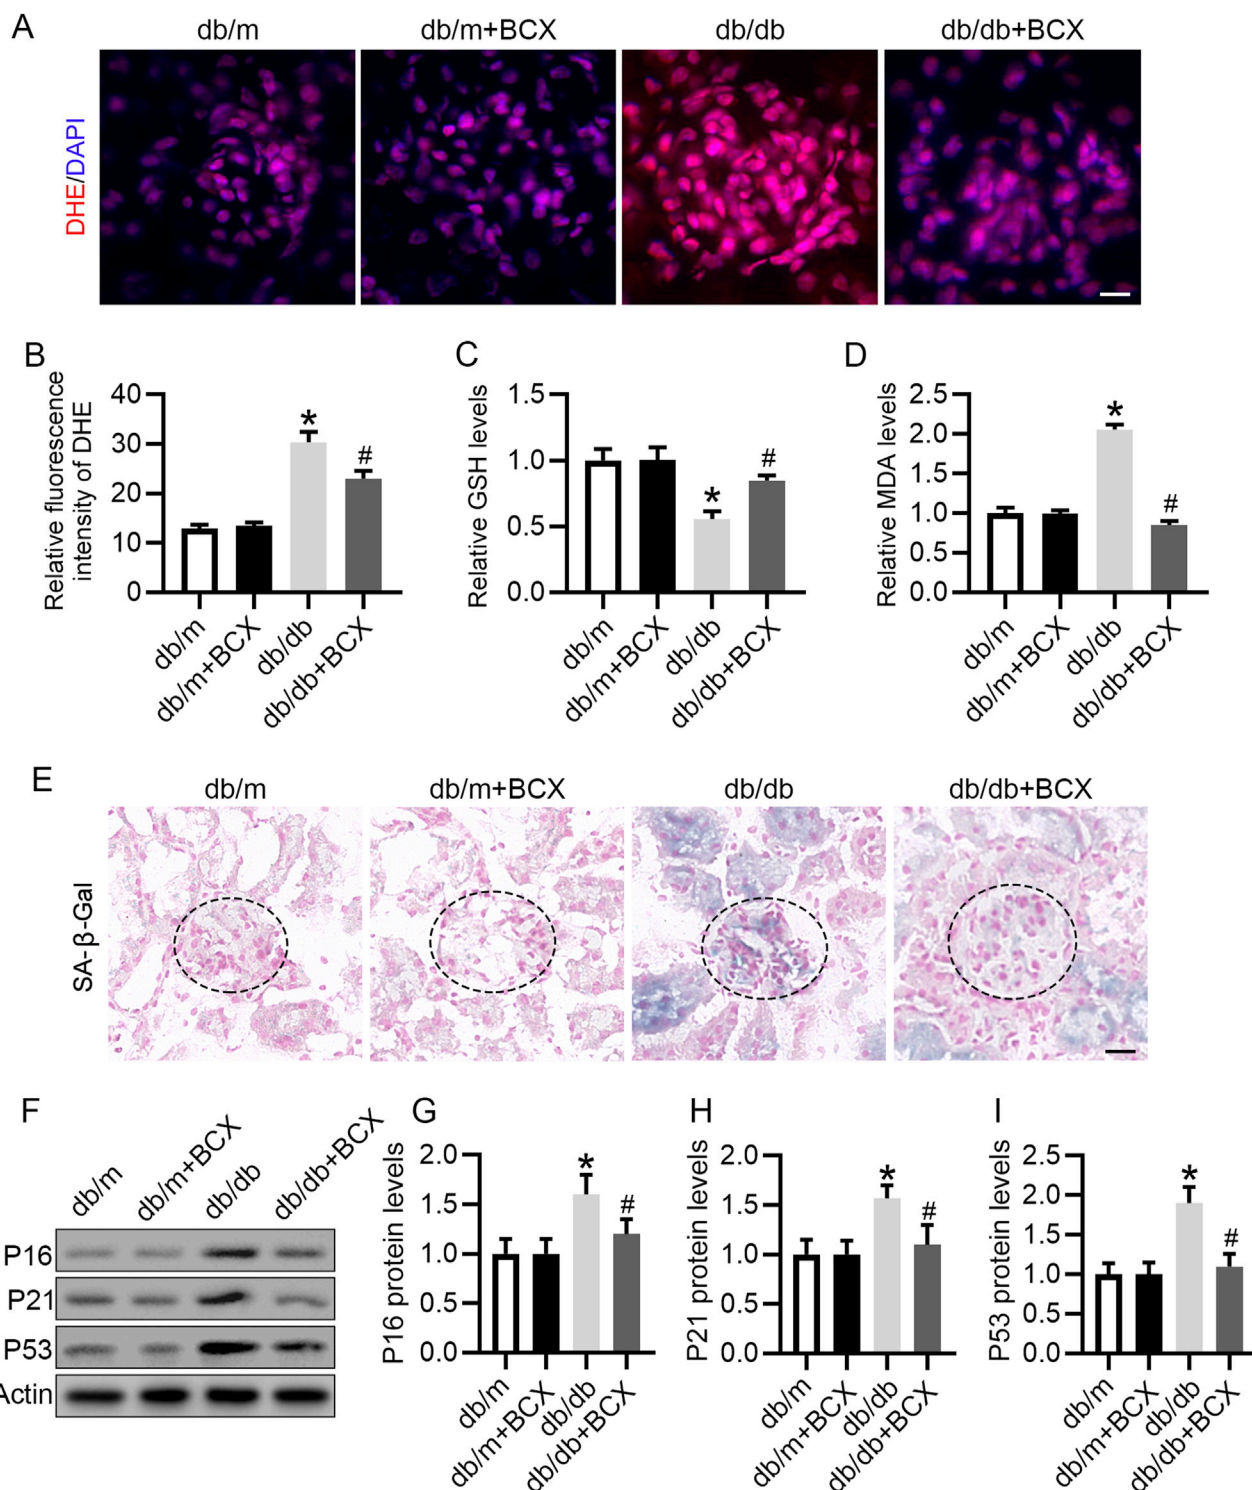 A
db/m
db/m+BCX
db/db
db/db+BCX
DHE/DAPI
B
Relative fluorescence
intensity of DHE
40
30
20
10
0
*
#
db/m
db/m+BCX
db/db
db/db+BCX
C
Relative GSH levels
1.5
1.0
0.5
0.0
*
#
db/m
db/m+BCX
db/db
db/db+BCX
D
Relative MDA levels
2.5
2.0
1.5
1.0
0.5
0.0
*
#
db/m
db/m+BCX
db/db
db/db+BCX
E
db/m
db/m+BCX
db/db
db/db+BCX
SA-β-Gal
F
db/m
db/m+BCX
db/db
db/db+BCX
P16
P21
P53
Actin
G
P16 protein levels
2.0
1.5
1.0
0.5
0.0
*
#
db/m
db/m+BCX
db/db
db/db+BCX
H
P21 protein levels
2.0
1.5
1.0
0.5
0.0
*
#
db/m
db/m+BCX
db/db
db/db+BCX
I
P53 protein levels
2.5
2.0
1.5
1.0
0.5
0.0
*
#
db/m
db/m+BCX
db/db
db/db+BCX